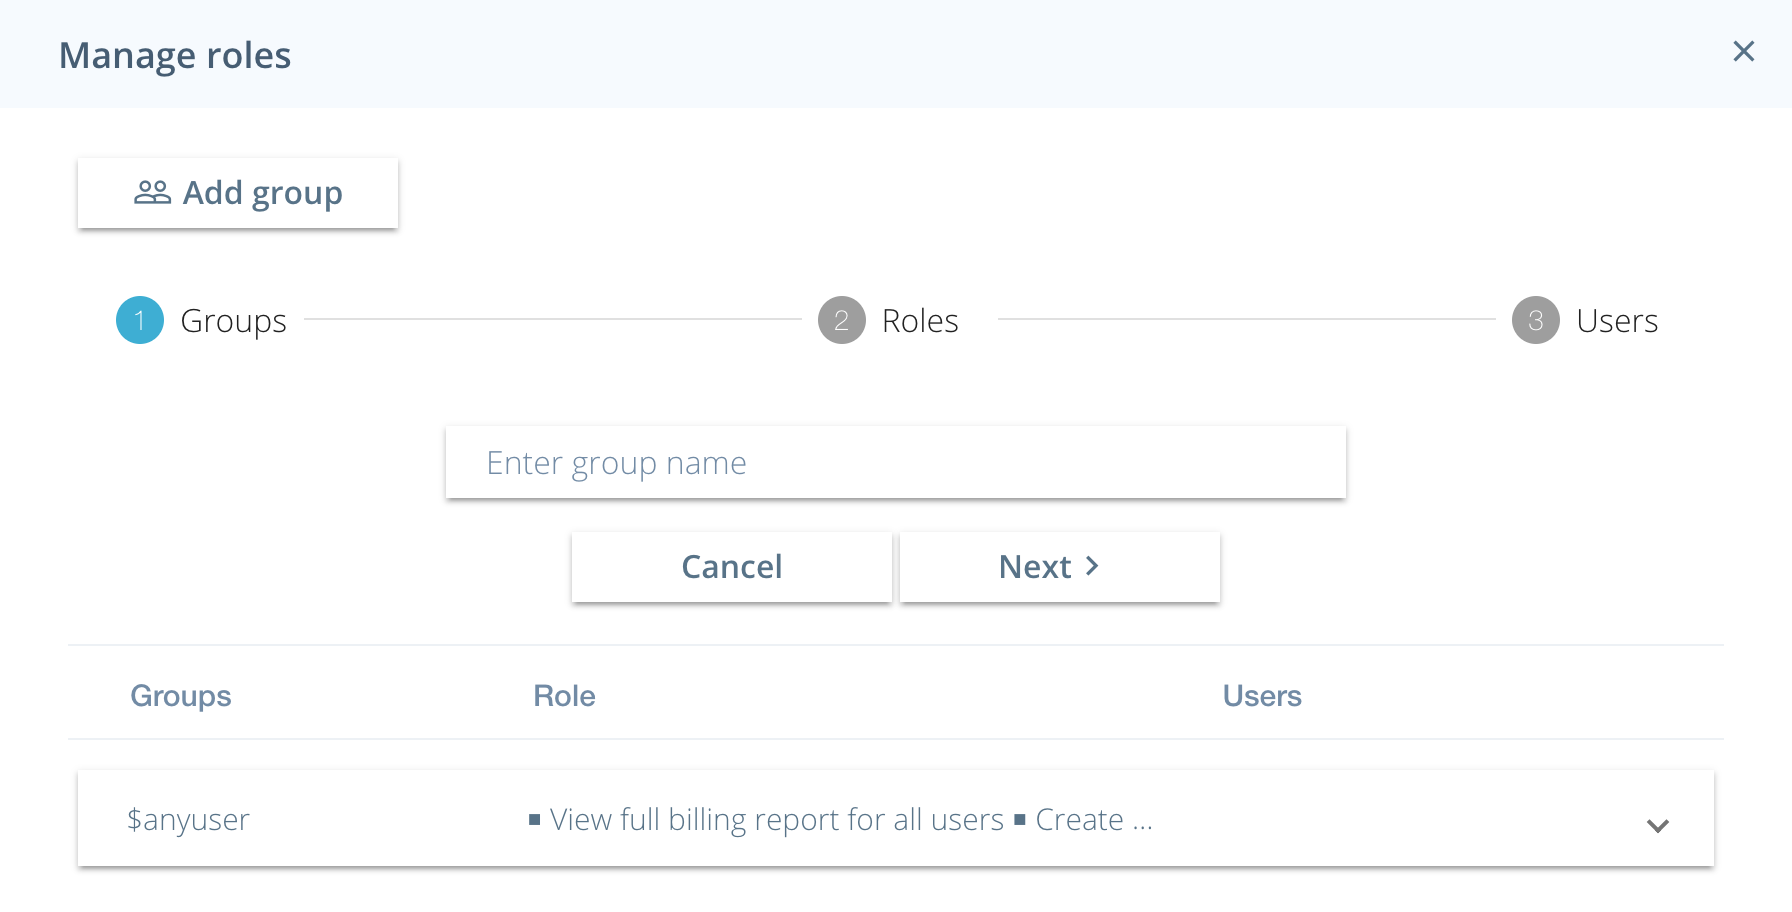 Manage roles
Add group
1 Groups 2 Roles 3 Users
Enter group name
Cancel Next
Groups Role Users
$anyuser ▪ View full billing report for all users ▪ Create ...